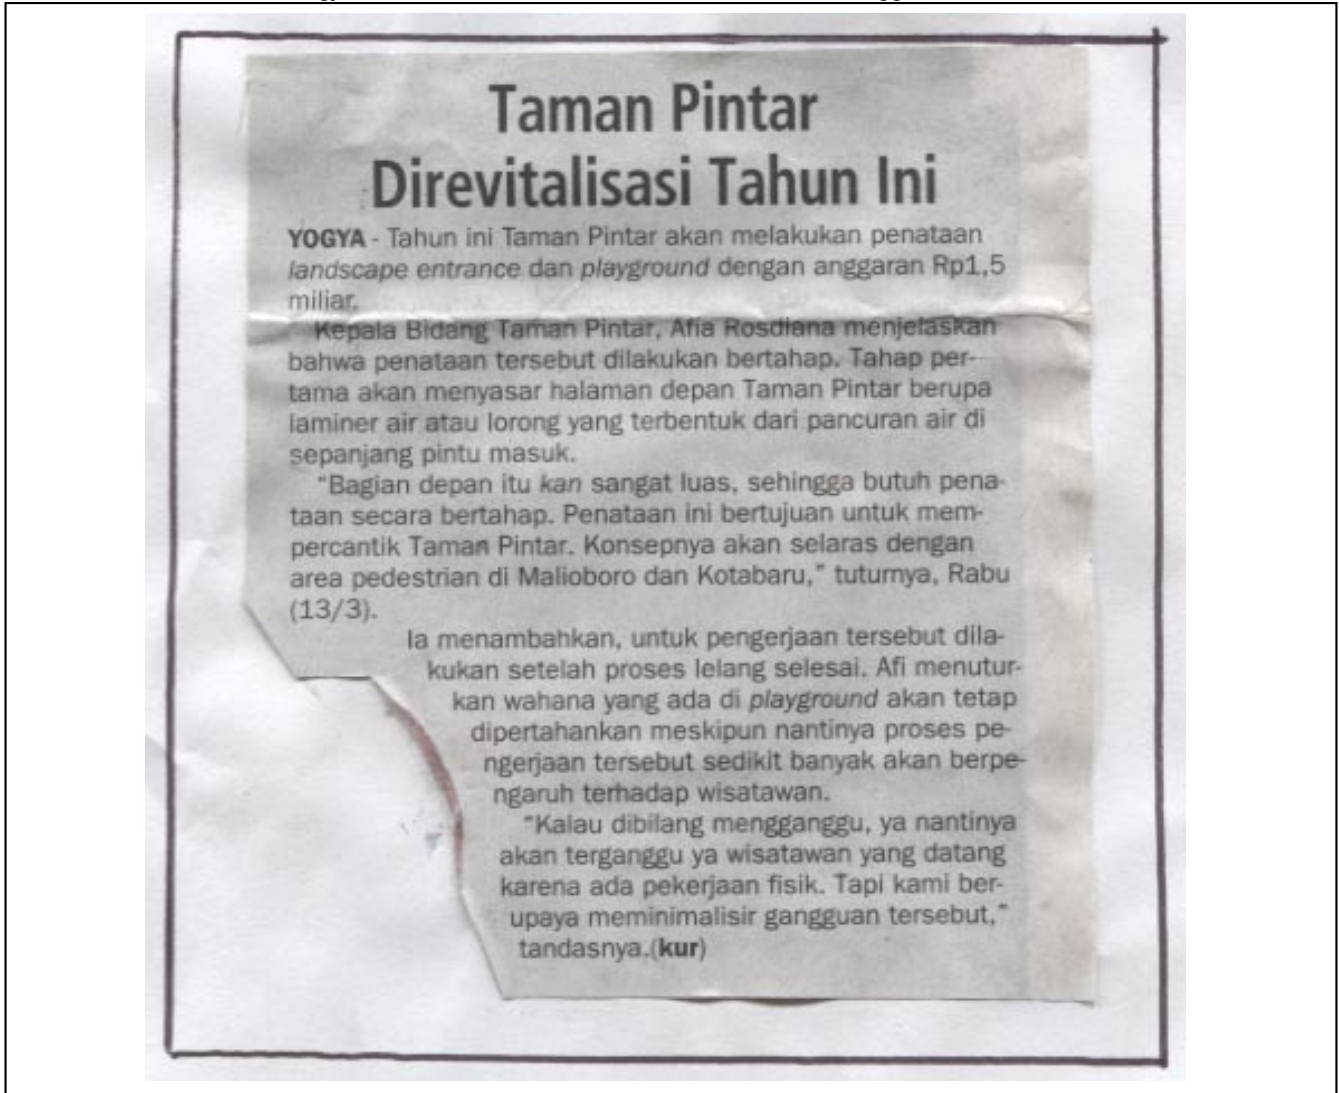 Taman Pintar
Direvitalisasi Tahun Ini
YOGYA - Tahun ini Taman Pintar akan melakukan penataan
landscape entrance dan playground dengan anggaran Rp1,5
miliar.
Kepala Bidang Taman Pintar, Afia Rosdiana menjelaskan
bahwa penataan tersebut dilakukan bertahap. Tahap per-
tama akan menyasar halaman depan Taman Pintar berupa
laminer air atau lorong yang terbentuk dari pancuran air di
sepanjang pintu masuk.
"Bagian depan itu kan sangat luas, sehingga butuh pena-
taan secara bertahap. Penataan ini bertujuan untuk mem-
percantik Taman Pintar. Konsepnya akan selaras dengan
area pedestrian di Malioboro dan Kotabaru," tuturnya, Rabu
(13/3).
Ia menambahkan, untuk pengerjaan tersebut dila-
kukan setelah proses lelang selesai. Afi menutur-
kan wahana yang ada di playground akan tetap
dipertahankan meskipun nantinya proses pe-
ngerjaan tersebut sedikit banyak akan berpe-
ngaruh terhadap wisatawan.
"Kalau dibilang mengganggu, ya nantinya
akan terganggu ya wisatawan yang datang
karena ada pekerjaan fisik. Tapi kami ber-
upaya meminimalisir gangguan tersebut,"
tandasnya.(kur)